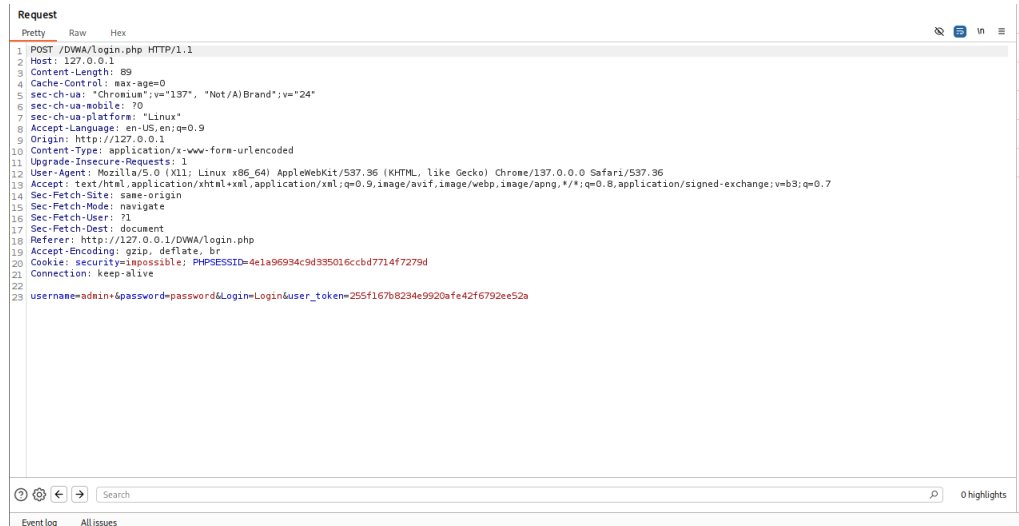 Request
Pretty Raw Hex
\n
1 POST /DVWA/login.php HTTP/1.1
2 Host: 127.0.0.1
3 Content-Length: 89
4 Cache-Control: max-age=0
5 sec-ch-ua: "Chromium";v="137", "Not/A)Brand";v="24"
6 sec-ch-ua-mobile: ?0
7 sec-ch-ua-platform: "Linux"
8 Accept-Language: en-US,en;q=0.9
9 Origin: http://127.0.0.1
10 Content-Type: application/x-www-form-urlencoded
11 Upgrade-Insecure-Requests: 1
12 User-Agent: Mozilla/5.0 (X11; Linux x86_64) AppleWebKit/537.36 (KHTML, like Gecko) Chrome/137.0.0.0 Safari/537.36
13 Accept: text/html,application/xhtml+xml,application/xml;q=0.9,image/avif,image/webp,image/apng,*/*;q=0.8,application/signed-exchange;v=b3;q=0.7
14 Sec-Fetch-Site: same-origin
15 Sec-Fetch-Mode: navigate
16 Sec-Fetch-User: ?1
17 Sec-Fetch-Dest: document
18 Referer: http://127.0.0.1/DVWA/login.php
19 Accept-Encoding: gzip, deflate, br
20 Cookie: security=impossible; PHPSESSID=4e1a96934c9d335016ccbd7714f7279d
21 Connection: keep-alive
22
23 username=admin+&password=password&Login=Login&user_token=255f167b8234e9920afe42f6792ee52a
Search 0 highlights
Event log All issues